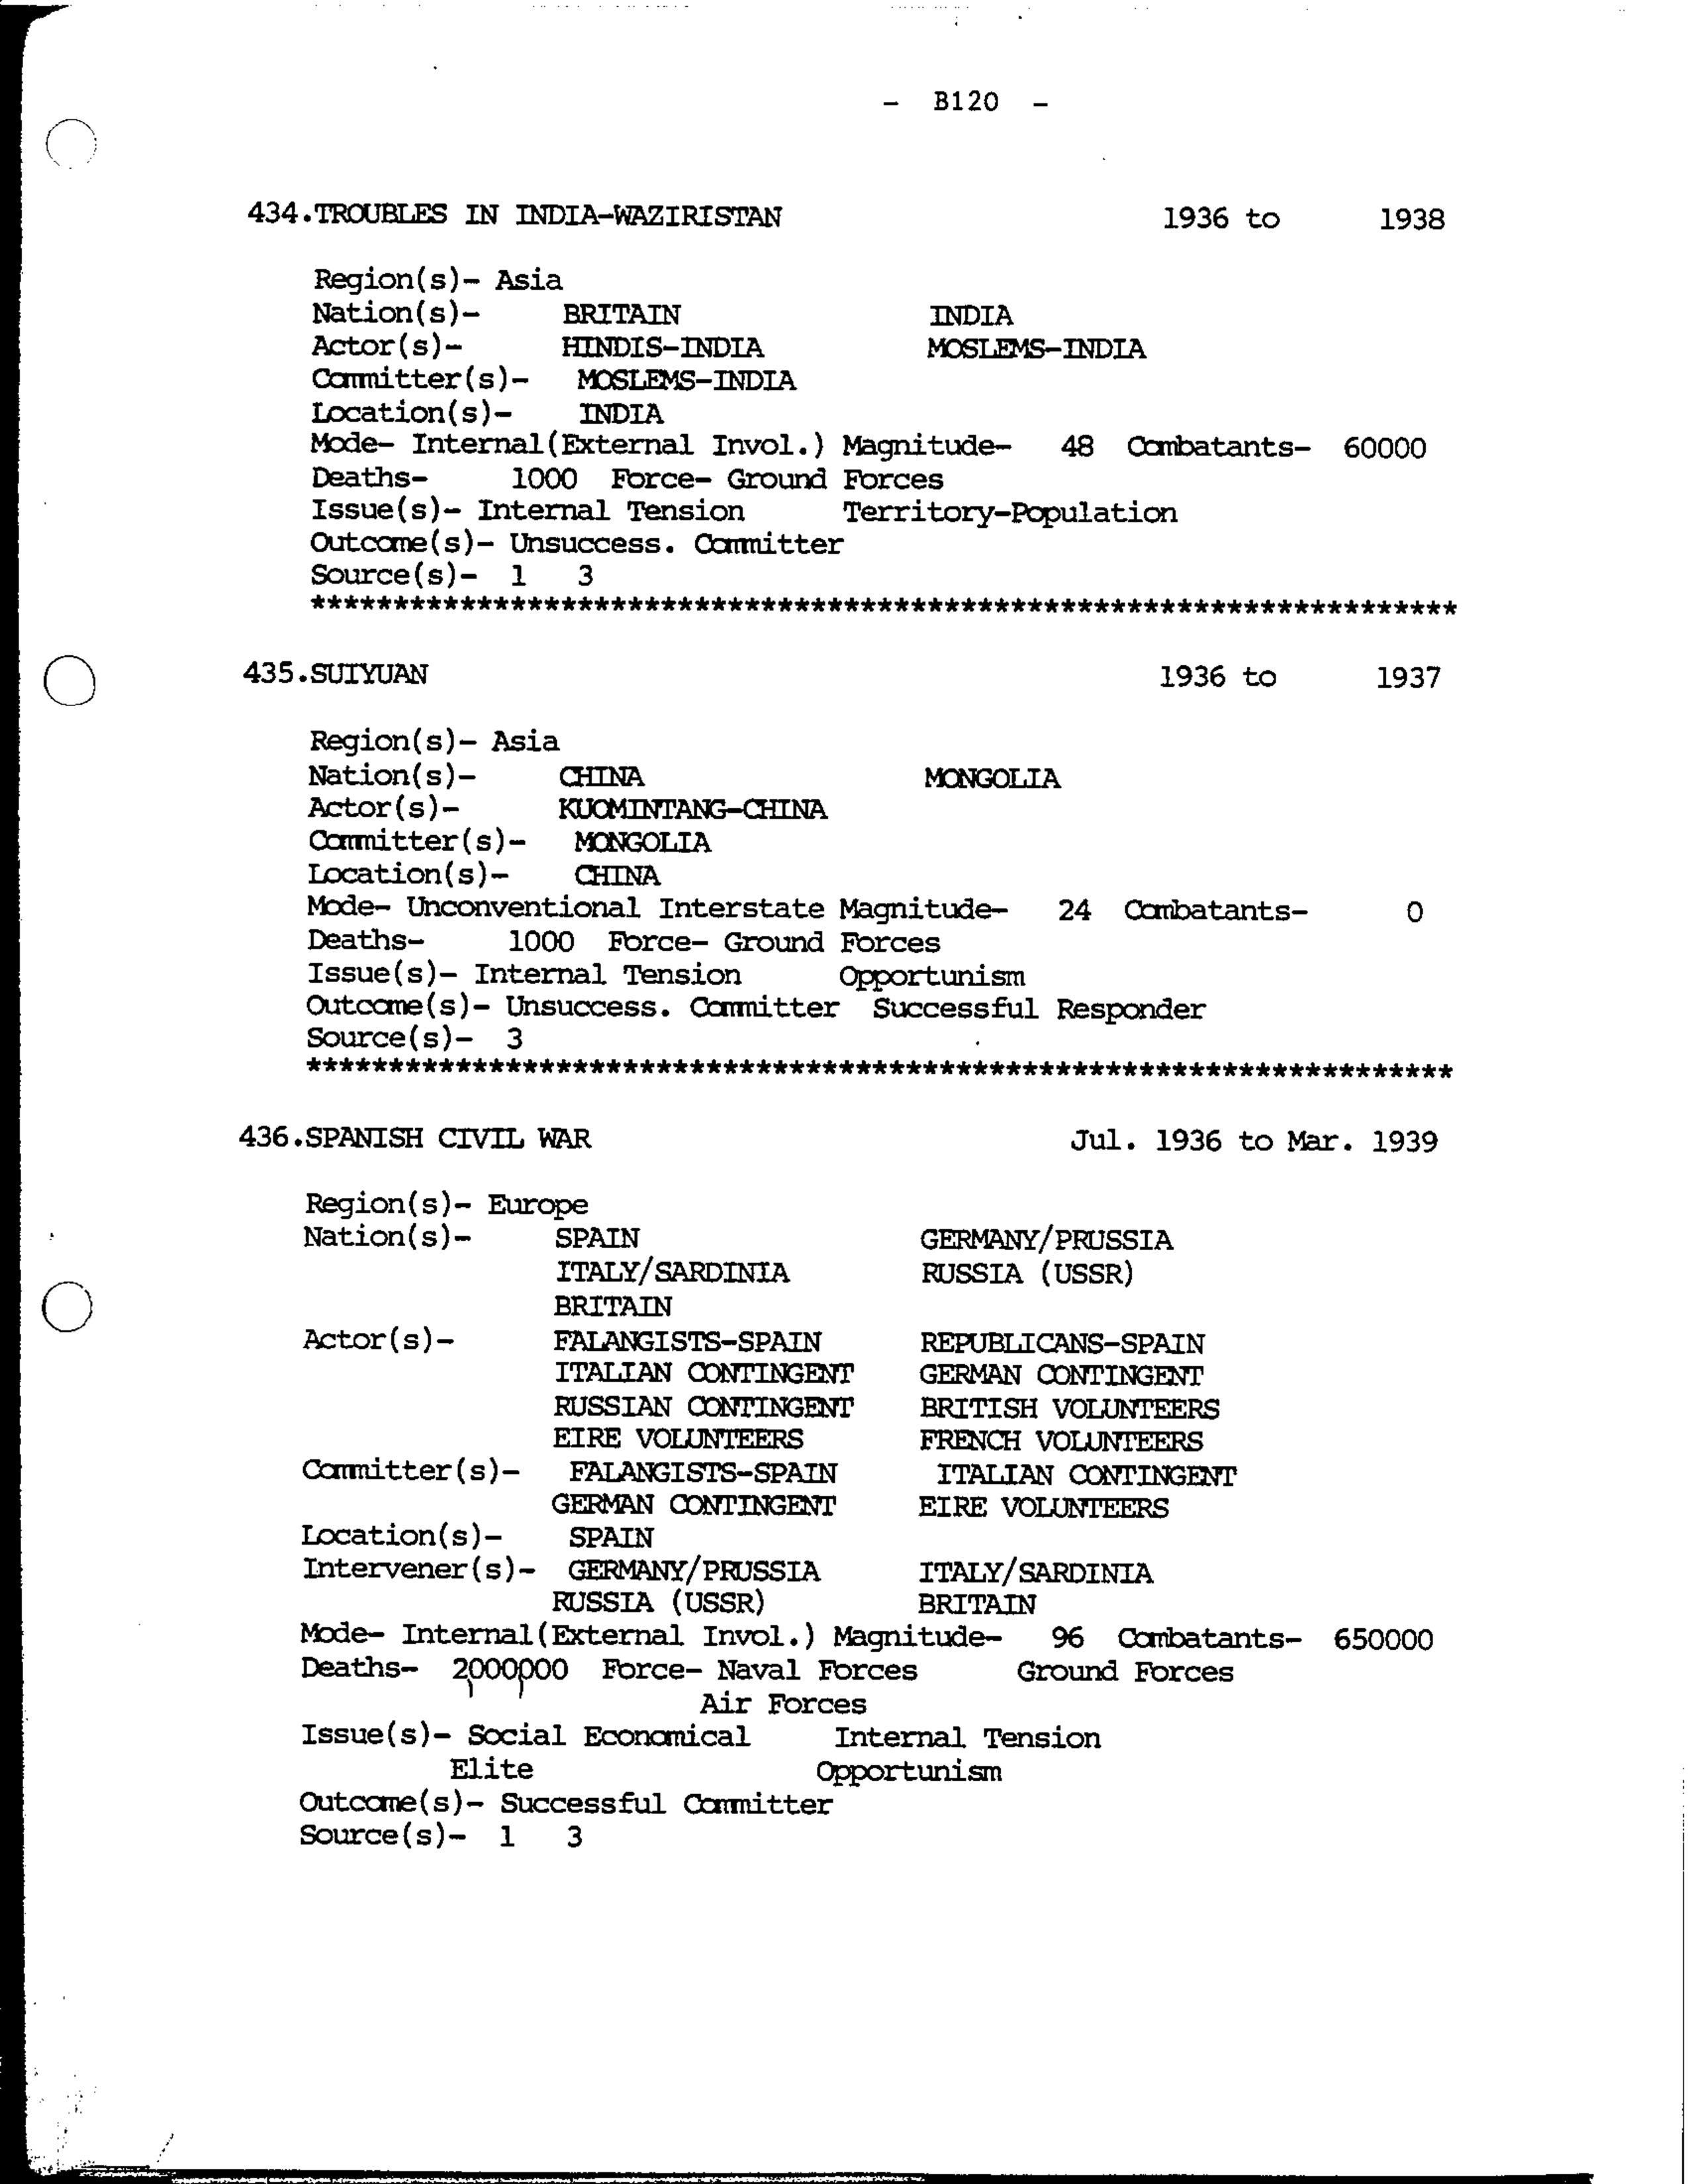 - B120 -
434.TROUBLES IN INDIA-WAZIRISTAN 1936 to 1938
Region(s)- Asia
Nation(s)- BRITAIN INDIA
Actor(s)- HINDIS-INDIA MOSLEMS-INDIA
Committer(s)- MOSLEMS-INDIA
Location(s)- INDIA
Mode- Internal(External Invol.) Magnitude- 48 Combatants- 60000
Deaths- 1000 Force- Ground Forces
Issue(s)- Internal Tension Territory-Population
Outcome(s)- Unsuccess. Committer
Source(s)- 1 3
*********************************************************************
435.SUIYUAN 1936 to 1937
Region(s)- Asia
Nation(s)- CHINA MONGOLIA
Actor(s)- KUOMINTANG-CHINA
Committer(s)- MONGOLIA
Location(s)- CHINA
Mode- Unconventional Interstate Magnitude- 24 Combatants- 0
Deaths- 1000 Force- Ground Forces
Issue(s)- Internal Tension Opportunism
Outcome(s)- Unsuccess. Committer Successful Responder
Source(s)- 3
*********************************************************************
436.SPANISH CIVIL WAR Jul. 1936 to Mar. 1939
Region(s)- Europe
Nation(s)- SPAIN GERMANY/PRUSSIA
ITALY/SARDINIA RUSSIA (USSR)
BRITAIN
Actor(s)- FALANGISTS-SPAIN REPUBLICANS-SPAIN
ITALIAN CONTINGENT GERMAN CONTINGENT
RUSSIAN CONTINGENT BRITISH VOLUNTEERS
EIRE VOLUNTEERS FRENCH VOLUNTEERS
Committer(s)- FALANGISTS-SPAIN ITALIAN CONTINGENT
GERMAN CONTINGENT EIRE VOLUNTEERS
Location(s)- SPAIN
Intervener(s)- GERMANY/PRUSSIA ITALY/SARDINIA
RUSSIA (USSR) BRITAIN
Mode- Internal(External Invol.) Magnitude- 96 Combatants- 650000
Deaths- 2000000 Force- Naval Forces Ground Forces
Air Forces
Issue(s)- Social Economical Internal Tension
Elite Opportunism
Outcome(s)- Successful Committer
Source(s)- 1 3